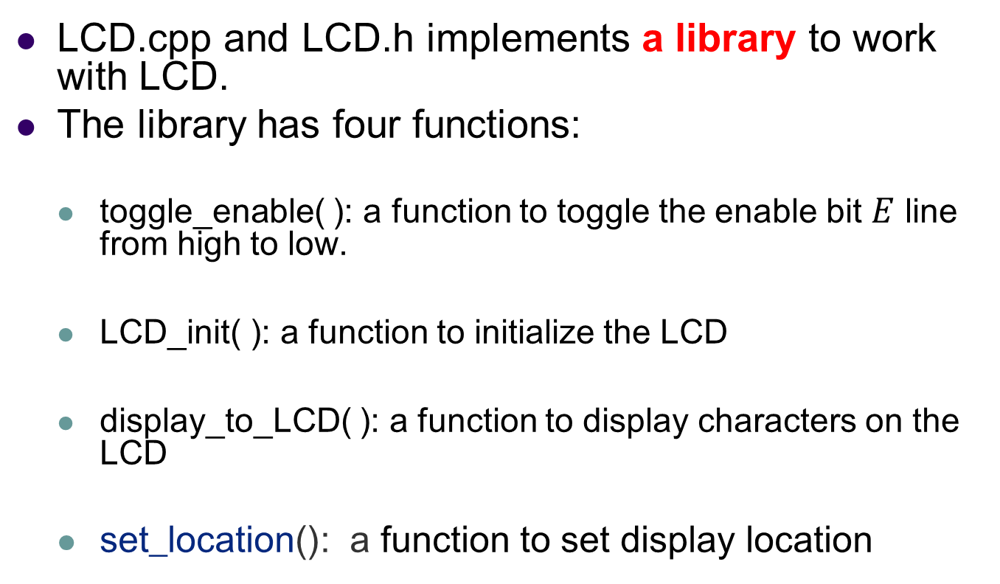 LCD.cpp and LCD.h implements a library to work
with LCD.
The library has four functions:
toggle_enable( ): a function to toggle the enable bit E line
from high to low.
LCD_init( ): a function to initialize the LCD
display_to_LCD( ): a function to display characters on the
LCD
set_location():  a function to set display location